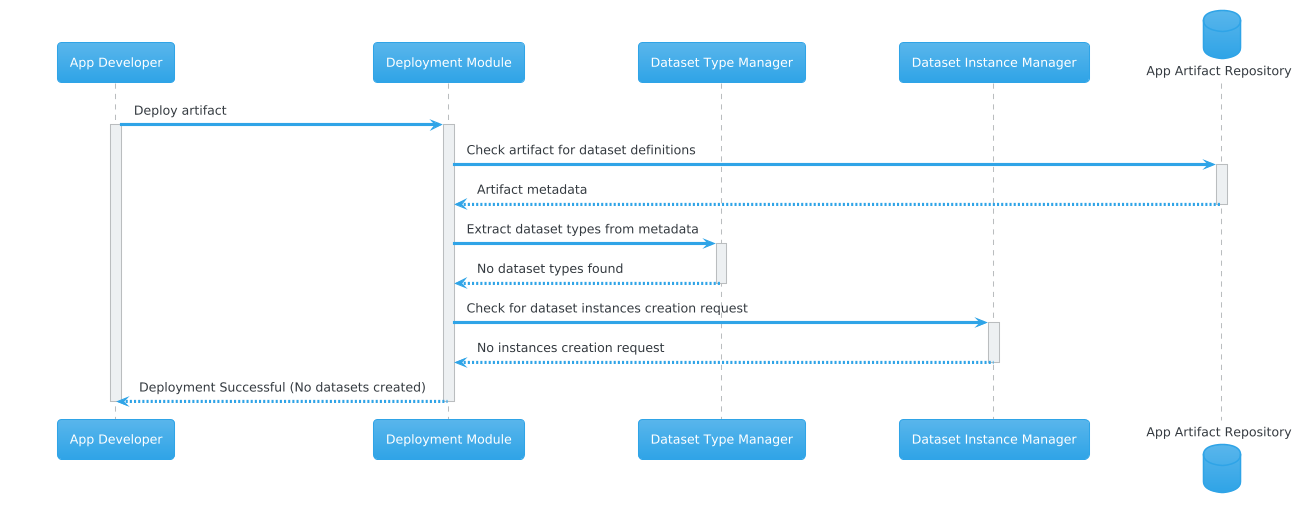 App Developer
Deployment Module
Dataset Type Manager
Dataset Instance Manager
App Artifact Repository
Deploy artifact
Check artifact for dataset definitions
Artifact metadata
Extract dataset types from metadata
No dataset types found
Check for dataset instances creation request
No instances creation request
Deployment Successful (No datasets created)
App Developer
Deployment Module
Dataset Type Manager
Dataset Instance Manager
App Artifact Repository